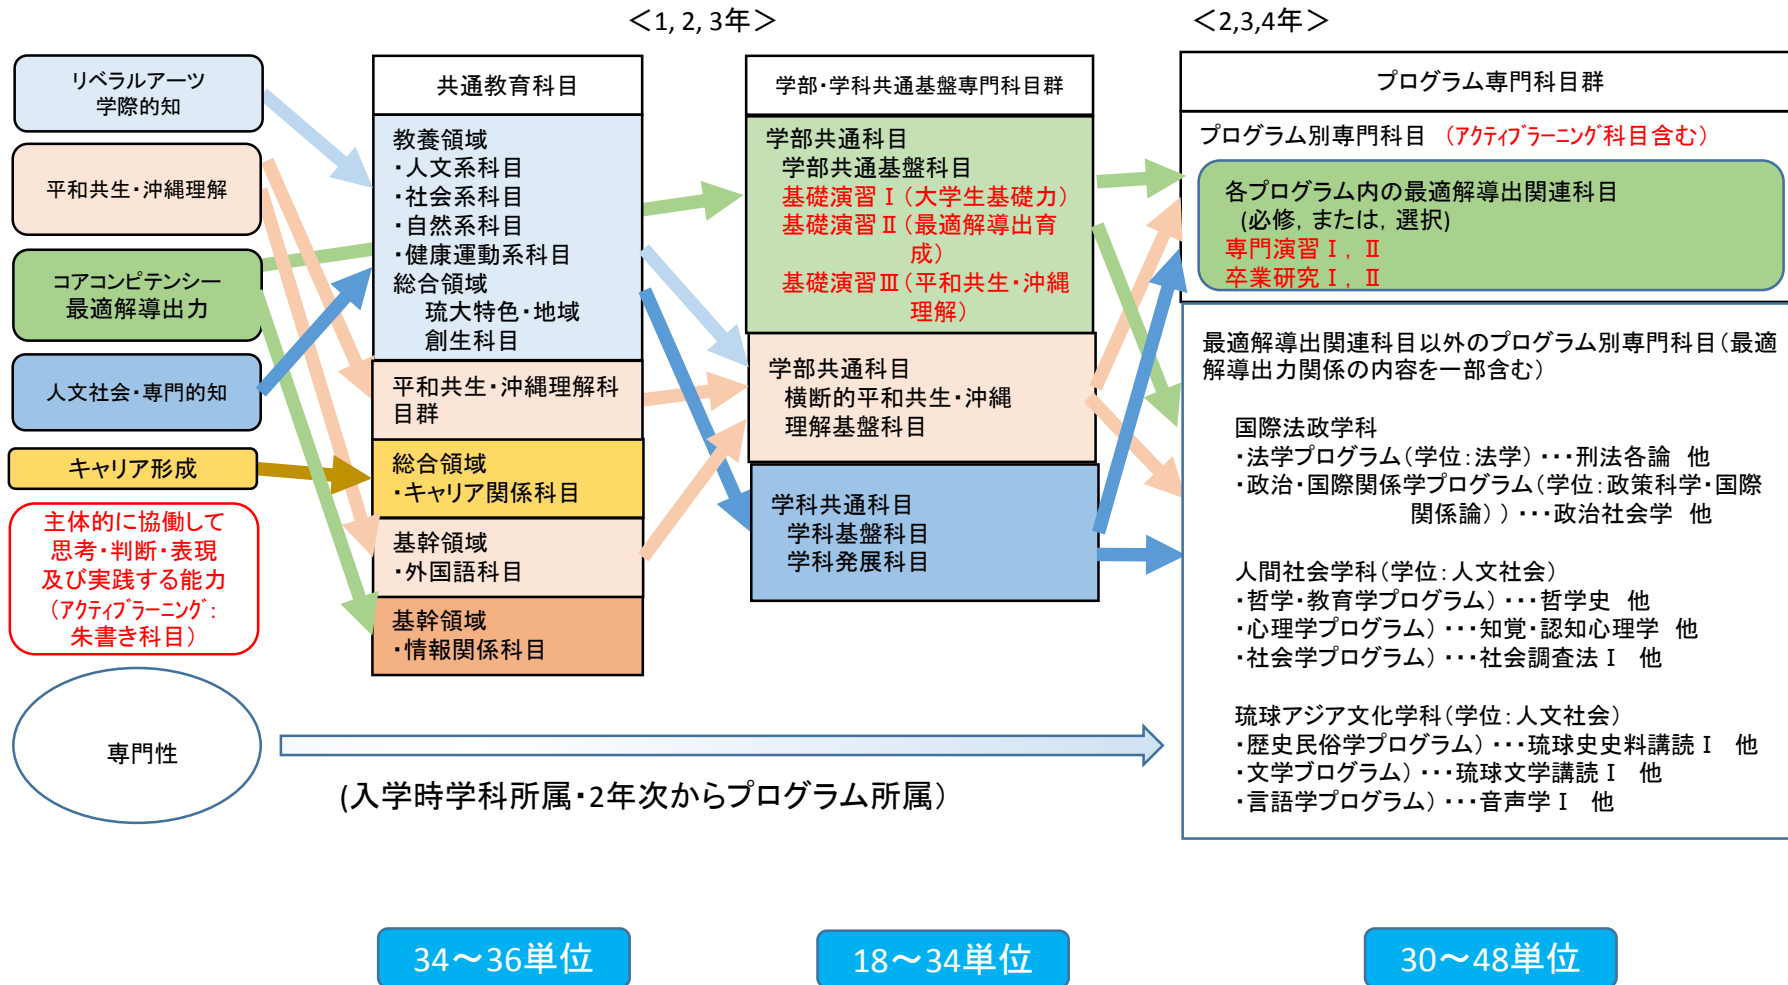 ＜1, 2, 3年＞
＜2,3,4年＞
リベラルアーツ
学際的知
平和共生・沖縄理解
コアコンピテンシー
最適解導出力
人文社会・専門的知
キャリア形成
主体的に協働して
思考・判断・表現
及び実践する能力
（アクティブラーニング：
朱書き科目）
専門性
共通教育科目
教養領域
・人文系科目
・社会系科目
・自然系科目
・健康運動系科目
総合領域
琉大特色・地域
創生科目
平和共生・沖縄理解科
目群
総合領域
・キャリア関係科目
基幹領域
・外国語科目
基幹領域
・情報関係科目
学部・学科共通基盤専門科目群
学部共通科目
学部共通基盤科目
基礎演習Ⅰ（大学生基礎力）
基礎演習Ⅱ（最適解導出育
成）
基礎演習Ⅲ（平和共生・沖縄
理解）
学部共通科目
横断的平和共生・沖縄
理解基盤科目
学科共通科目
学科基盤科目
学科発展科目
プログラム専門科目群
プログラム別専門科目 （アクティブラーニング科目含む）
各プログラム内の最適解導出関連科目
(必修, または, 選択)
専門演習Ⅰ, Ⅱ
卒業研究Ⅰ, Ⅱ
最適解導出関連科目以外のプログラム別専門科目（最適
解導出力関係の内容を一部含む）
国際法政学科
・法学プログラム（学位：法学）・・・刑法各論 他
・政治・国際関係学プログラム（学位：政策科学・国際
関係論））・・・政治社会学 他
人間社会学科（学位：人文社会）
・哲学・教育学プログラム）・・・哲学史 他
・心理学プログラム）・・・知覚・認知心理学 他
・社会学プログラム）・・・社会調査法Ⅰ 他
琉球アジア文化学科（学位：人文社会）
・歴史民俗学プログラム）・・・琉球史史料講読Ⅰ 他
・文学プログラム）・・・琉球文学講読Ⅰ 他
・言語学プログラム）・・・音声学Ⅰ 他
(入学時学科所属・2年次からプログラム所属）
34～36単位
18～34単位
30～48単位